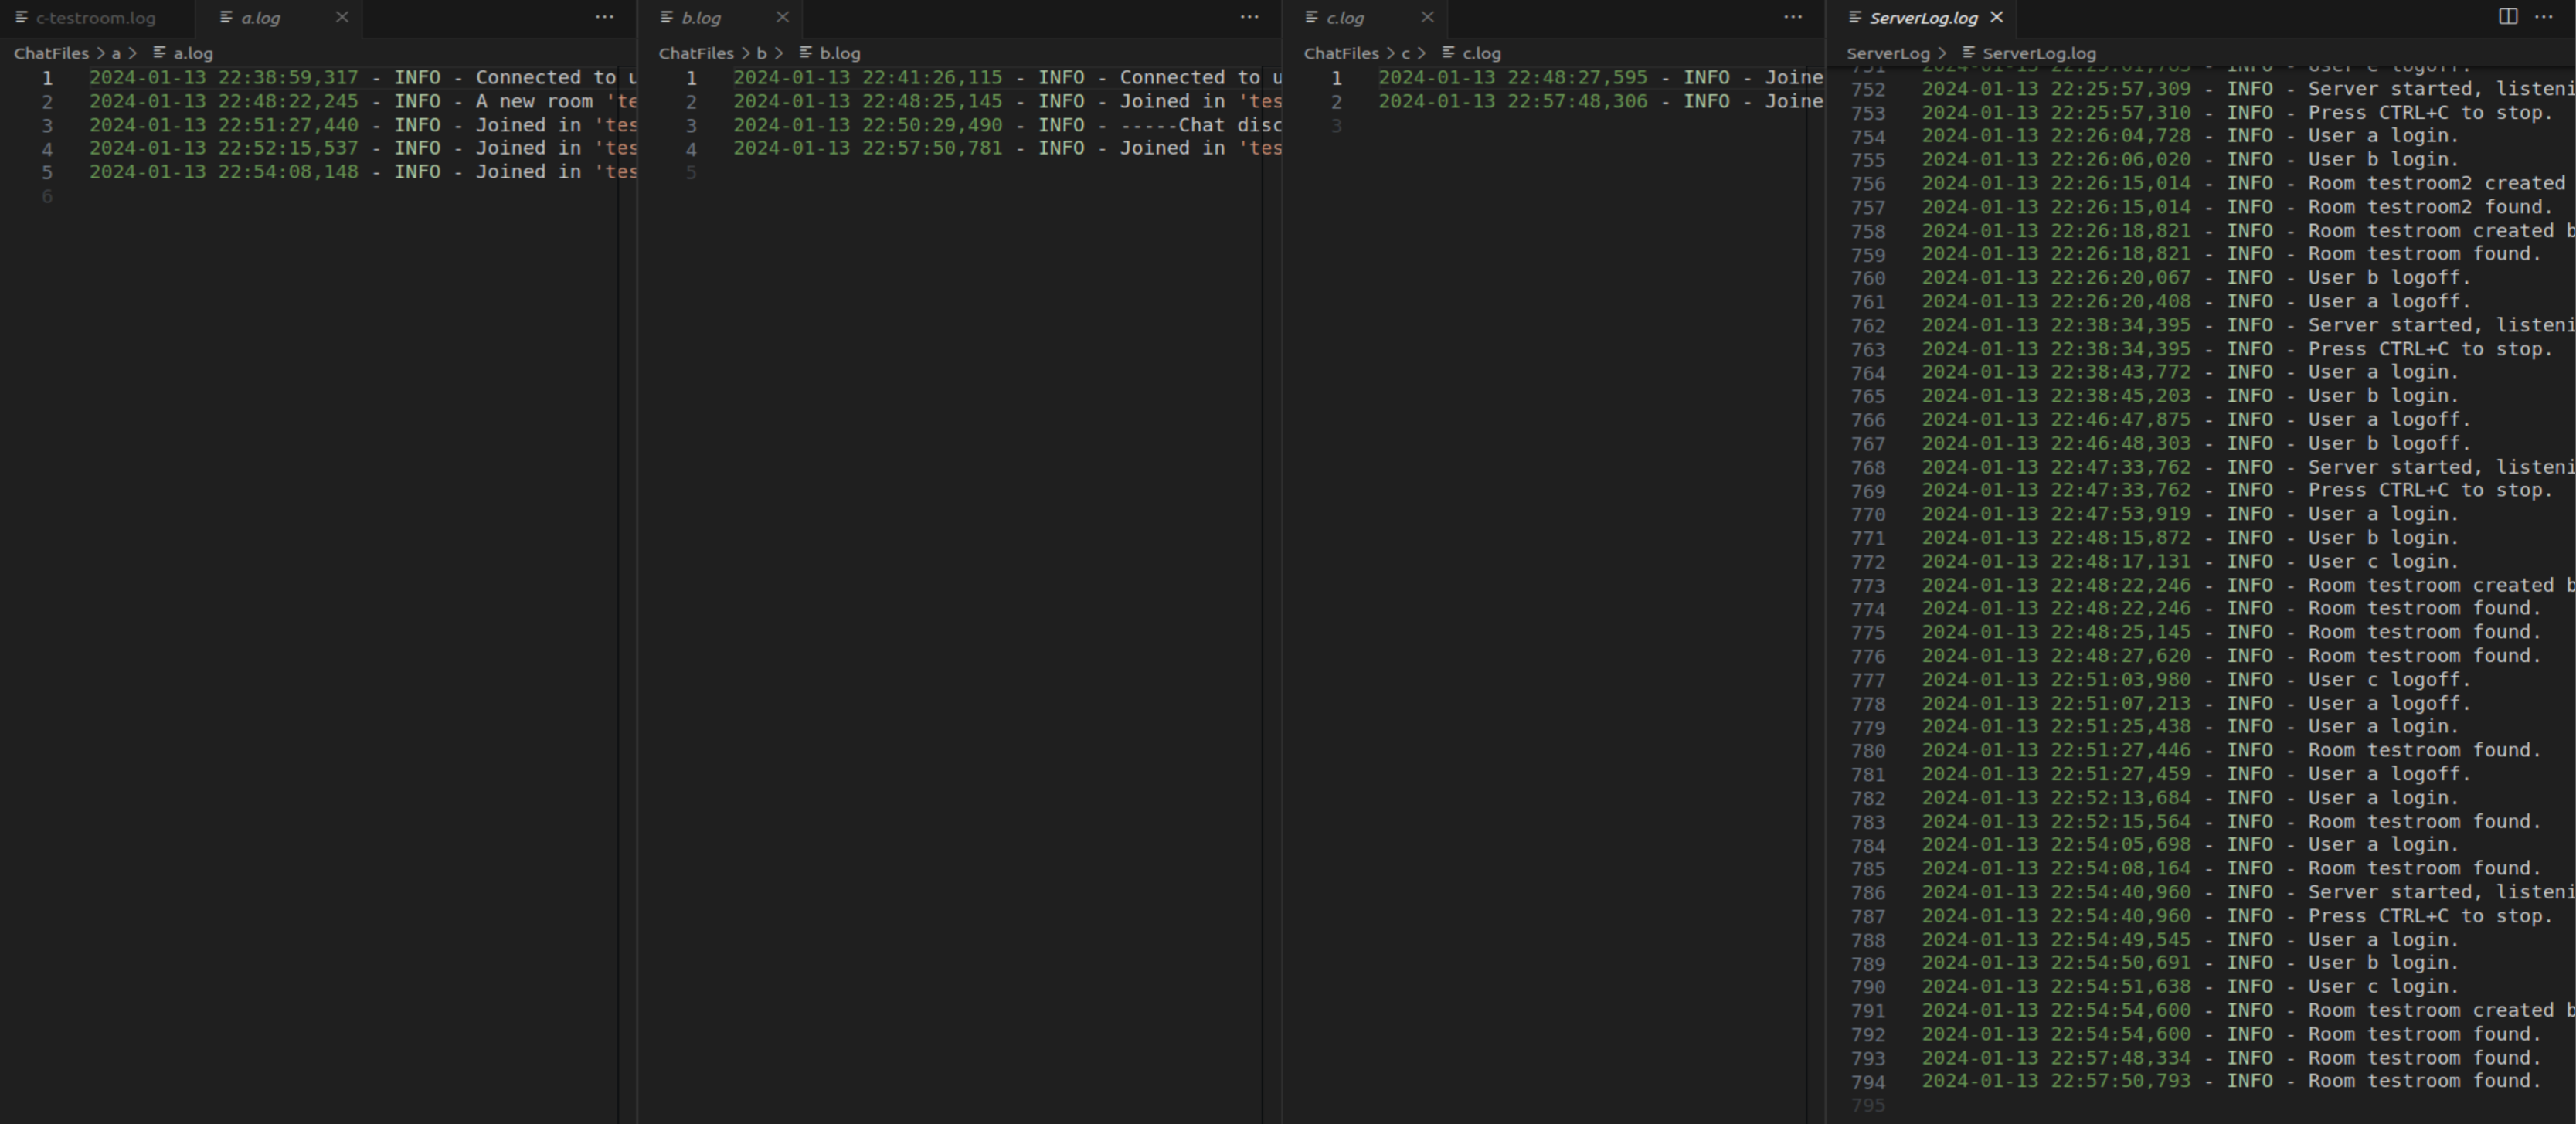 c-testroom.log
a.log
ChatFiles > a > a.log
1 2024-01-13 22:38:59,317 - INFO - Connected to u
2 2024-01-13 22:48:22,245 - INFO - A new room 'te
3 2024-01-13 22:51:27,440 - INFO - Joined in 'tes
4 2024-01-13 22:52:15,537 - INFO - Joined in 'tes
5 2024-01-13 22:54:08,148 - INFO - Joined in 'tes
6
b.log
ChatFiles > b > b.log
1 2024-01-13 22:41:26,115 - INFO - Connected to u
2 2024-01-13 22:48:25,145 - INFO - Joined in 'tes
3 2024-01-13 22:50:29,490 - INFO - -----Chat disc
4 2024-01-13 22:57:50,781 - INFO - Joined in 'tes
5
c.log
ChatFiles > c > c.log
1 2024-01-13 22:48:27,595 - INFO - Joine
2 2024-01-13 22:57:48,306 - INFO - Joine
3
ServerLog.log
ServerLog > ServerLog.log
751 2024-01-13 22:25:01,765 - INFO - User c logoff.
752 2024-01-13 22:25:57,309 - INFO - Server started, listeni
753 2024-01-13 22:25:57,310 - INFO - Press CTRL+C to stop.
754 2024-01-13 22:26:04,728 - INFO - User a login.
755 2024-01-13 22:26:06,020 - INFO - User b login.
756 2024-01-13 22:26:15,014 - INFO - Room testroom2 created
757 2024-01-13 22:26:15,014 - INFO - Room testroom2 found.
758 2024-01-13 22:26:18,821 - INFO - Room testroom created b
759 2024-01-13 22:26:18,821 - INFO - Room testroom found.
760 2024-01-13 22:26:20,067 - INFO - User b logoff.
761 2024-01-13 22:26:20,408 - INFO - User a logoff.
762 2024-01-13 22:38:34,395 - INFO - Server started, listeni
763 2024-01-13 22:38:34,395 - INFO - Press CTRL+C to stop.
764 2024-01-13 22:38:43,772 - INFO - User a login.
765 2024-01-13 22:38:45,203 - INFO - User b login.
766 2024-01-13 22:46:47,875 - INFO - User a logoff.
767 2024-01-13 22:46:48,303 - INFO - User b logoff.
768 2024-01-13 22:47:33,762 - INFO - Server started, listeni
769 2024-01-13 22:47:33,762 - INFO - Press CTRL+C to stop.
770 2024-01-13 22:47:53,919 - INFO - User a login.
771 2024-01-13 22:48:15,872 - INFO - User b login.
772 2024-01-13 22:48:17,131 - INFO - User c login.
773 2024-01-13 22:48:22,246 - INFO - Room testroom created b
774 2024-01-13 22:48:22,246 - INFO - Room testroom found.
775 2024-01-13 22:48:25,145 - INFO - Room testroom found.
776 2024-01-13 22:48:27,620 - INFO - Room testroom found.
777 2024-01-13 22:51:03,980 - INFO - User c logoff.
778 2024-01-13 22:51:07,213 - INFO - User a logoff.
779 2024-01-13 22:51:25,438 - INFO - User a login.
780 2024-01-13 22:51:27,446 - INFO - Room testroom found.
781 2024-01-13 22:51:27,459 - INFO - User a logoff.
782 2024-01-13 22:52:13,684 - INFO - User a login.
783 2024-01-13 22:52:15,564 - INFO - Room testroom found.
784 2024-01-13 22:54:05,698 - INFO - User a login.
785 2024-01-13 22:54:08,164 - INFO - Room testroom found.
786 2024-01-13 22:54:40,960 - INFO - Server started, listeni
787 2024-01-13 22:54:40,960 - INFO - Press CTRL+C to stop.
788 2024-01-13 22:54:49,545 - INFO - User a login.
789 2024-01-13 22:54:50,691 - INFO - User b login.
790 2024-01-13 22:54:51,638 - INFO - User c login.
791 2024-01-13 22:54:54,600 - INFO - Room testroom created b
792 2024-01-13 22:54:54,600 - INFO - Room testroom found.
793 2024-01-13 22:57:48,334 - INFO - Room testroom found.
794 2024-01-13 22:57:50,793 - INFO - Room testroom found.
795